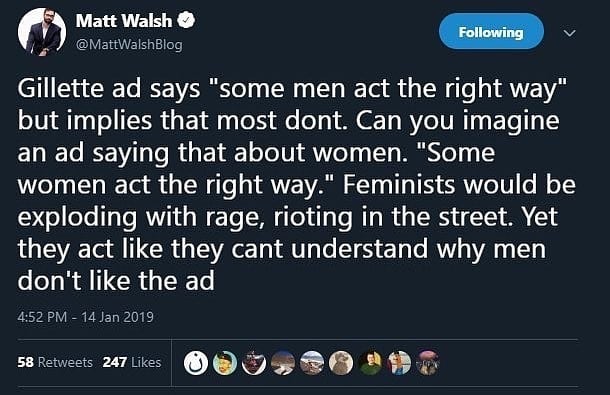 Matt Walsh
@MattWalshBlog
Following
Gillette ad says "some men act the right way"
but implies that most dont. Can you imagine
an ad saying that about women. "Some
women act the right way." Feminists would be
exploding with rage, rioting in the street. Yet
they act like they cant understand why men
don't like the ad
4:52 PM - 14 Jan 2019
58 Retweets 247 Likes
ن